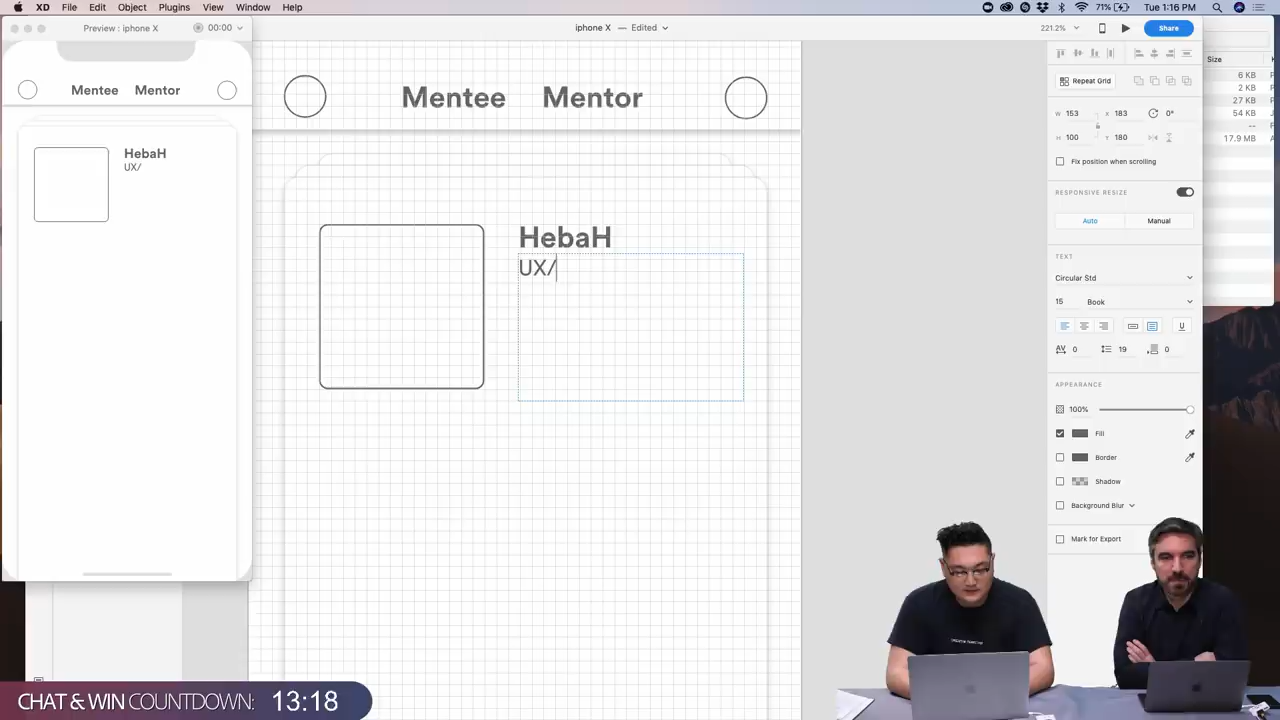 XD File Edit Object Plugins View Window Help
71% Tue 1:16 PM
Preview : iphone X 00:00
iphone X — Edited
221.2%
Share
Mentee Mentor
HebaH
UX/
Mentee Mentor
HebaH
UX/
Repeat Grid
W 153 X 183 0°
H 100 Y 180
Fix position when scrolling
RESPONSIVE RESIZE
Auto Manual
TEXT
Circular Std
15 Book
U
AV 0 19 0
APPEARANCE
100%
Fill
Border
Shadow
Background Blur
Mark for Export
Size
6 KB
2 KB
27 KB
54 KB
--
17.9 MB
CHAT & WIN COUNTDOWN: 13:18